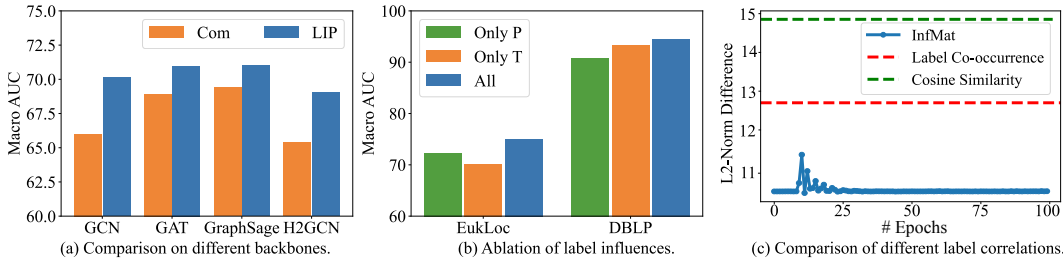 75.0
72.5
70.0
67.5
65.0
62.5
60.0
Macro AUC
Com
LIP
GCN
GAT
GraphSage
H2GCN
(a) Comparison on different backbones.
100
90
80
70
60
Macro AUC
Only P
Only T
All
EukLoc
DBLP
(b) Ablation of label influences.
15
14
13
12
11
L2-Norm Difference
InfMat
Label Co-occurrence
Cosine Similarity
0
25
50
75
100
# Epochs
(c) Comparison of different label correlations.